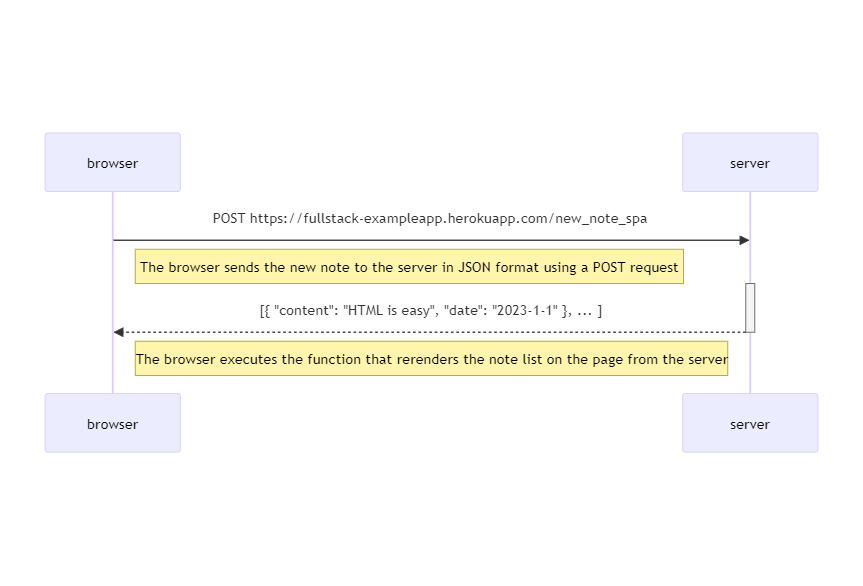 browser
server
POST https://fullstack-exampleapp.herokuapp.com/new_note_spa
The browser sends the new note to the server in JSON format using a POST request
[{ "content": "HTML is easy", "date": "2023-1-1" }, ... ]
The browser executes the function that rerenders the note list on the page from the server
browser
server